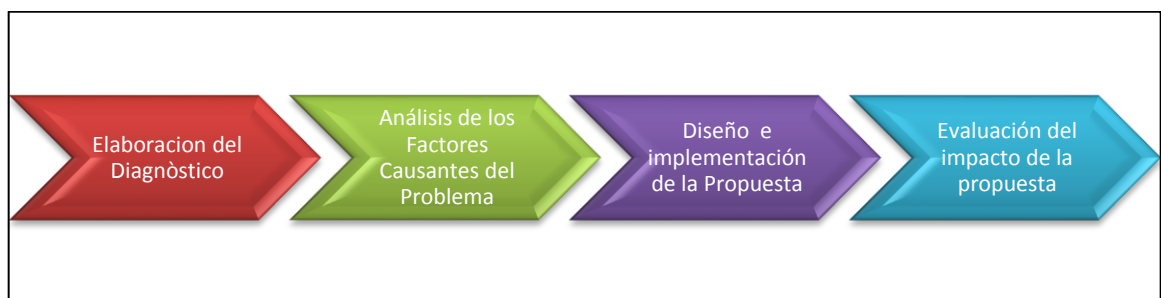 Elaboracion del
Diagnòstico
Análisis de los
Factores
Causantes del
Problema
Diseño e
implementación
de la Propuesta
Evaluación del
impacto de la
propuesta